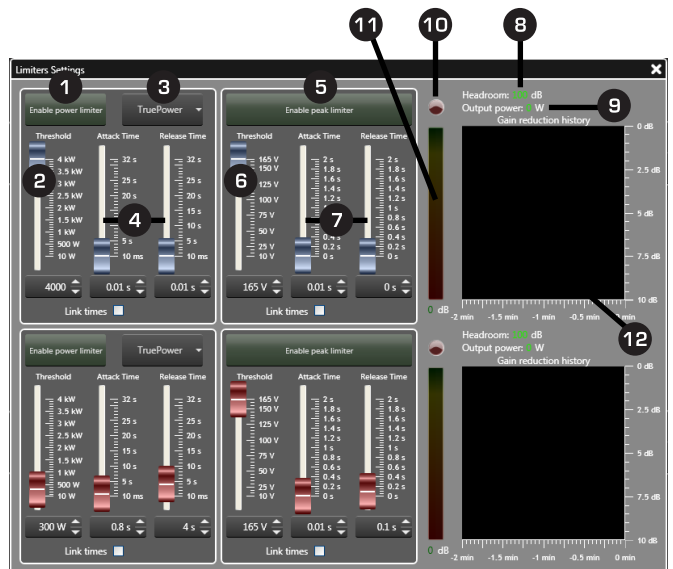 11
10
8
Limiters Settings
1
3
5
Headroom: dB
9
Output power: 0 W
Enable power limiter
TruePower
Enable peak limiter
Gain reduction history
Threshold
Attack Time
Release Time
Threshold
Attack Time
Release Time
2
4 kW
3.5 kW
3 kW
2.5 kW
2 kW
1.5 kW
1 kW
500 W
10 W
4
32 s
25 s
20 s
5 s
10 ms
32 s
25 s
20 s
15 s
10 s
5 s
10 ms
6
165 V
150 V
125 V
100 V
75 V
50 V
25 V
10 V
7
2 s
1.8 s
1.6 s
1.4 s
1.2 s
1 s
0.4 s
0.2 s
0 s
2 s
1.8 s
1.6 s
1.4 s
1.2 s
1 s
0.8 s
0.6 s
0.4 s
0.2 s
0 s
0 dB
2.5 dB
5 dB
7.5 dB
10 dB
4000
0.01 s
0.01 s
165 V
0.01 s
0 s
0 dB
-2 min
-1.5 min
-1 min
-0.5 min
0 min
Link times
Link times
12
Headroom: dB
Output power: 0 W
Enable power limiter
TruePower
Enable peak limiter
Gain reduction history
Threshold
Attack Time
Release Time
Threshold
Attack Time
Release Time
4 kW
3.5 kW
3 kW
2.5 kW
2 kW
1.5 kW
1 kW
500 W
10 W
32 s
25 s
20 s
15 s
10 s
5 s
10 ms
32 s
25 s
20 s
15 s
10 s
5 s
10 ms
165 V
150 V
125 V
100 V
75 V
50 V
25 V
10 V
2 s
1.8 s
1.6 s
1.4 s
1.2 s
1 s
0.8 s
0.6 s
0.4 s
0.2 s
0 s
2 s
1.8 s
1.6 s
1.4 s
1.2 s
1 s
0.8 s
0.6 s
0.4 s
0.2 s
0 s
0 dB
2.5 dB
5 dB
7.5 dB
10 dB
300 W
0.8 s
4 s
165 V
0.01 s
0.1 s
0 dB
-2 min
-1.5 min
-1 min
-0.5 min
0 min
Link times
Link times